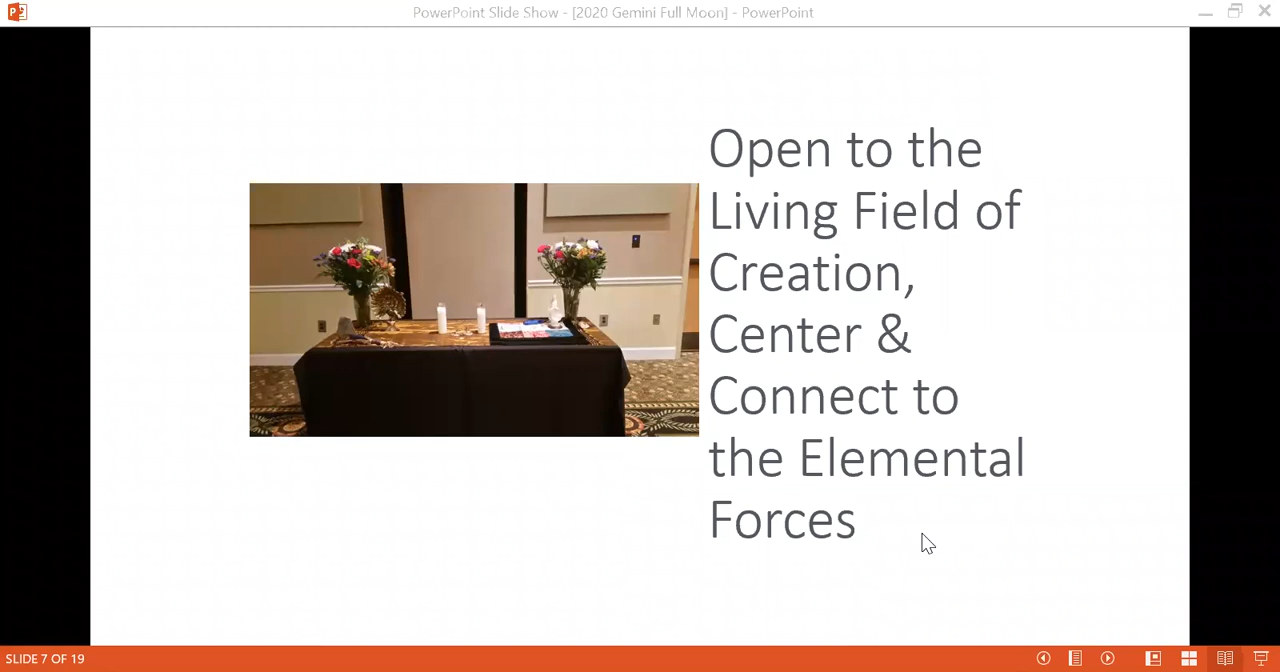 PowerPoint Slide Show - [2020 Gemini Full Moon] - PowerPoint
Open to the
Living Field of
Creation,
Center &
Connect to
the Elemental
Forces
SLIDE 7 OF 19